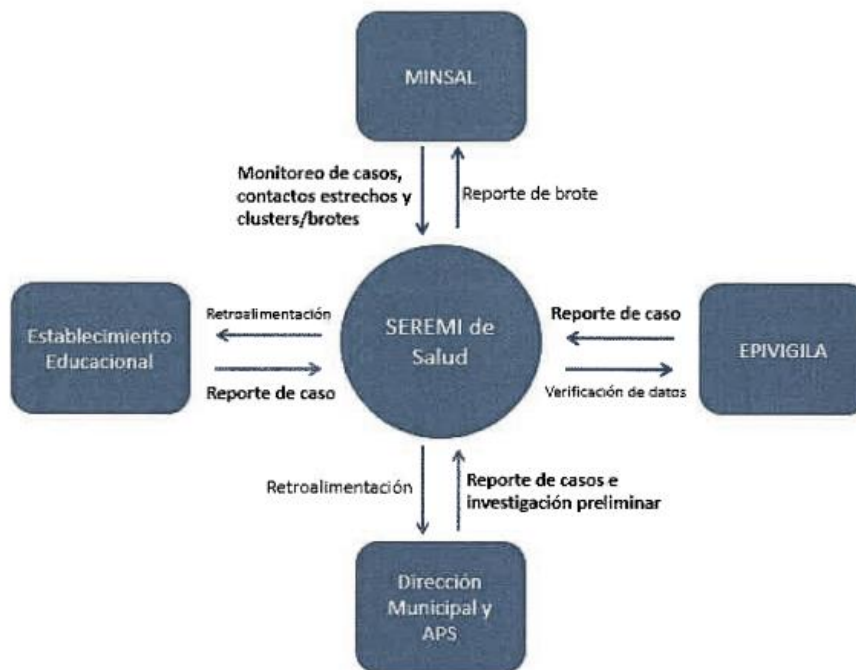 MINSAL
Monitoreo de casos,
contactos estrechos y
clusters/brotes
Reporte de brote
Establecimiento
Educacional
Retroalimentación
Reporte de caso
SEREMI de
Salud
Reporte de caso
Verificación de datos
EPIVIGILA
Retroalimentación
Reporte de casos e
investigación preliminar
Dirección
Municipal y
APS